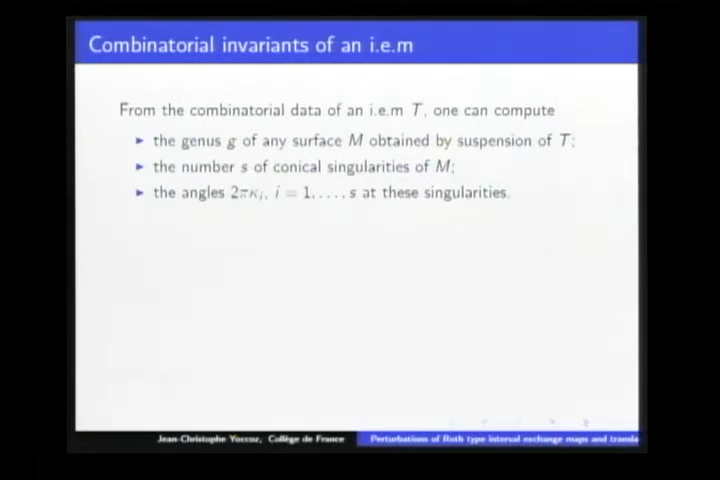 Combinatorial invariants of an i.e.m
From the combinatorial data of an i.e.m T, one can compute
▶ the genus g of any surface M obtained by suspension of T;
▶ the number s of conical singularities of M;
▶ the angles 2πκᵢ, i = 1, . . . , s at these singularities.
Jean-Christophe Yoccoz, Collège de France Perturbations of Roth type interval exchange maps and transla